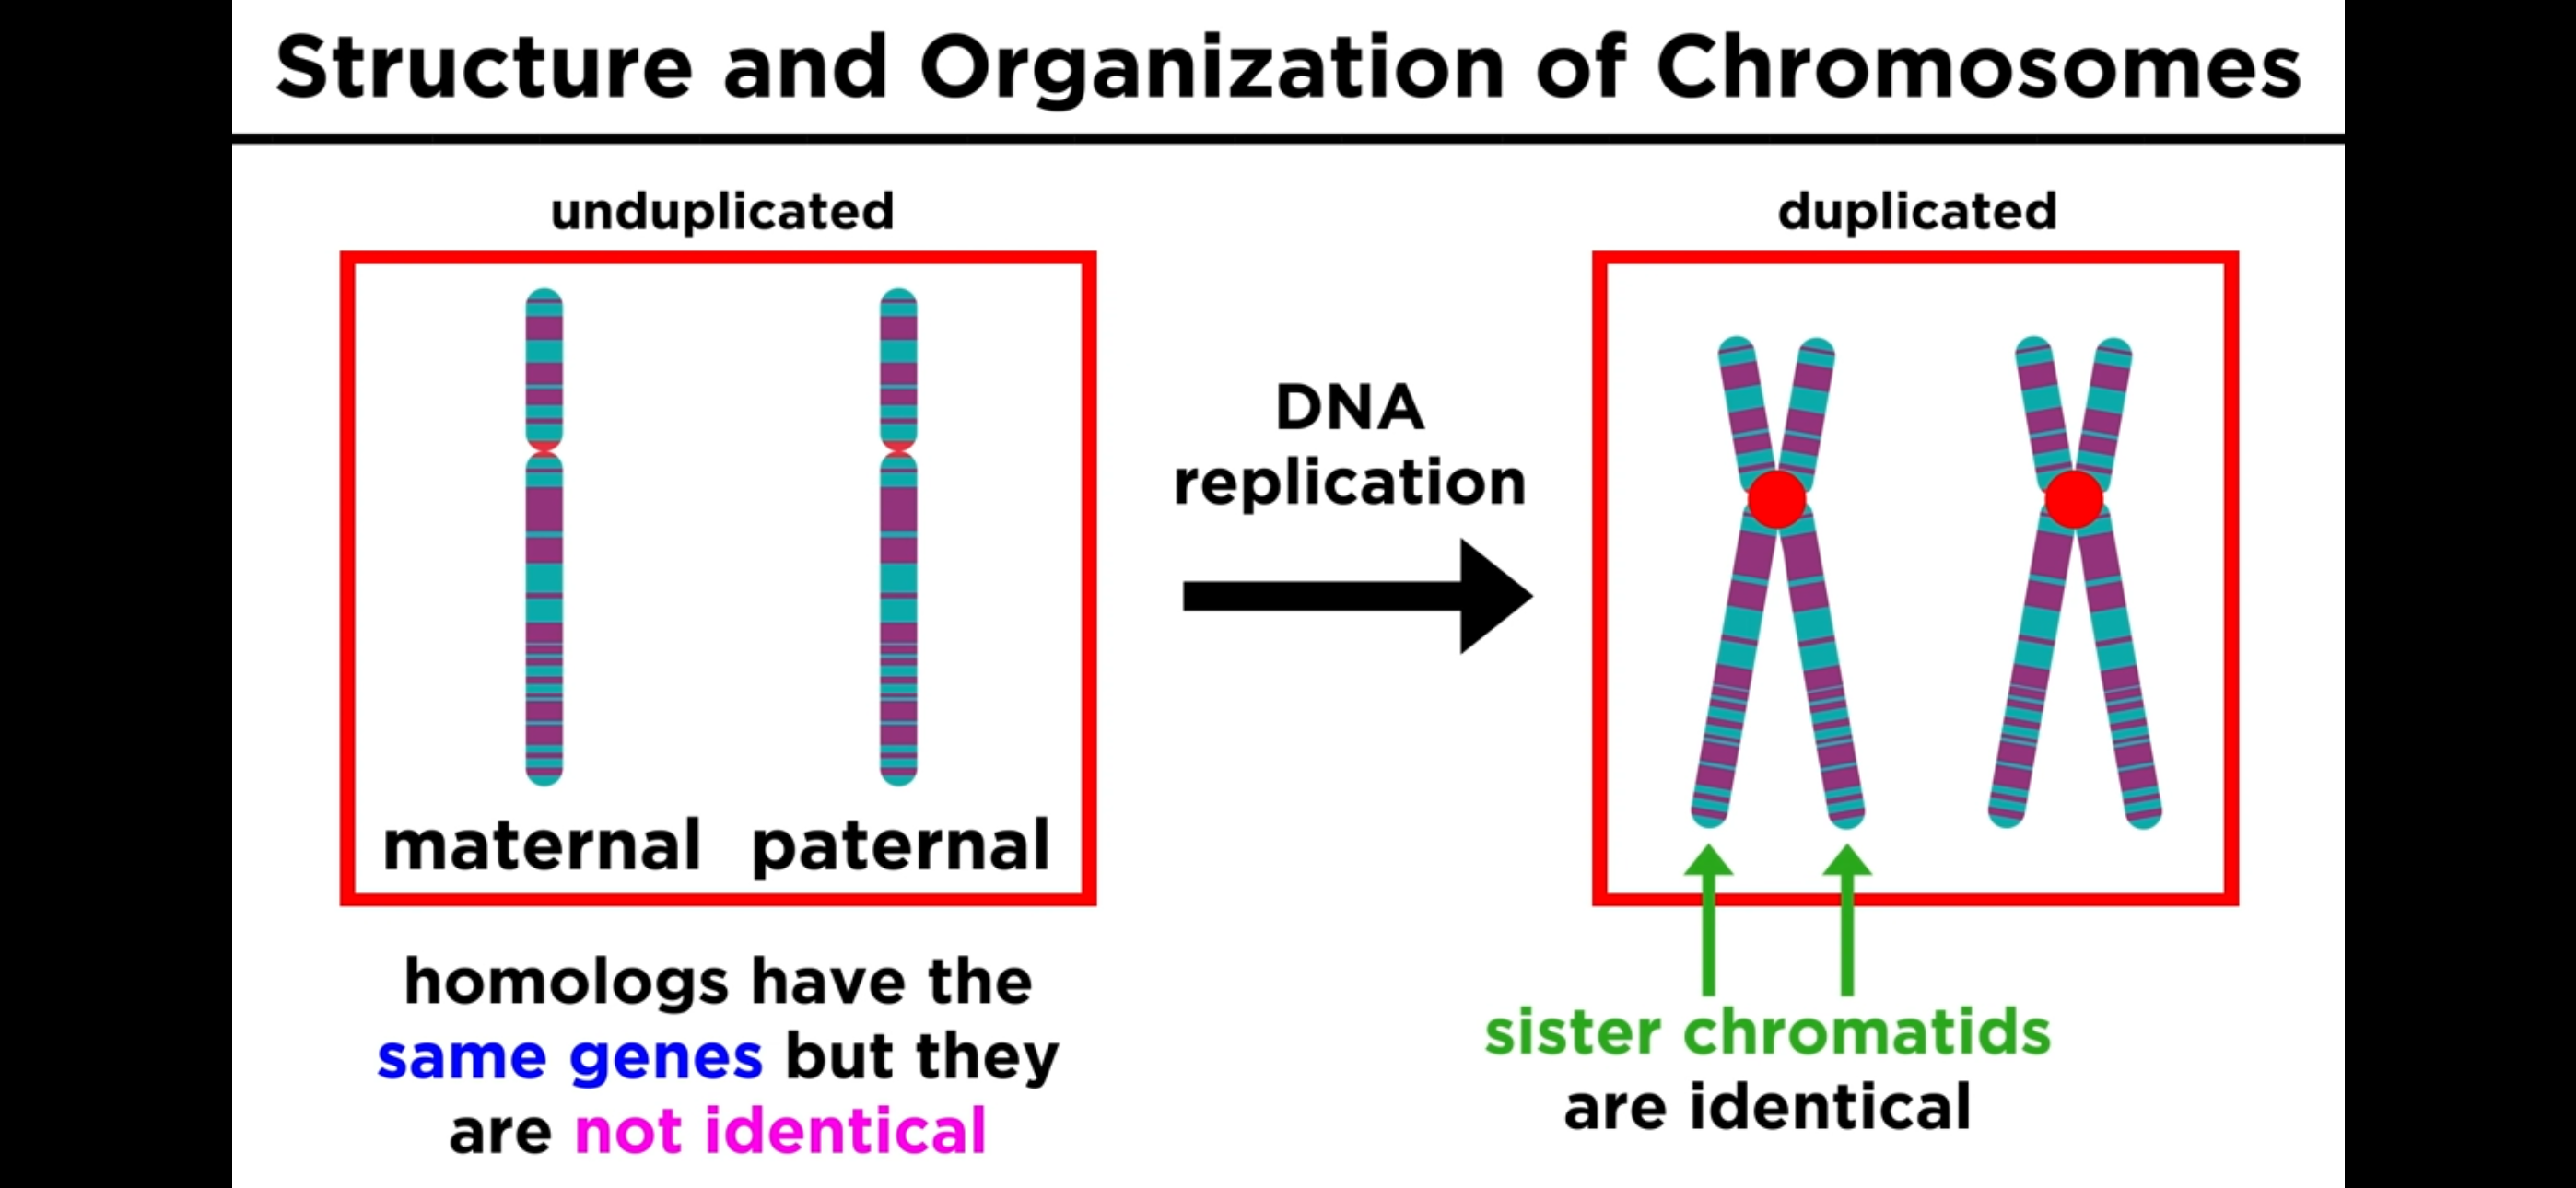 Structure and Organization of Chromosomes
unduplicated
maternal paternal
homologs have the
same genes but they
are not identical
DNA
replication
duplicated
sister chromatids
are identical